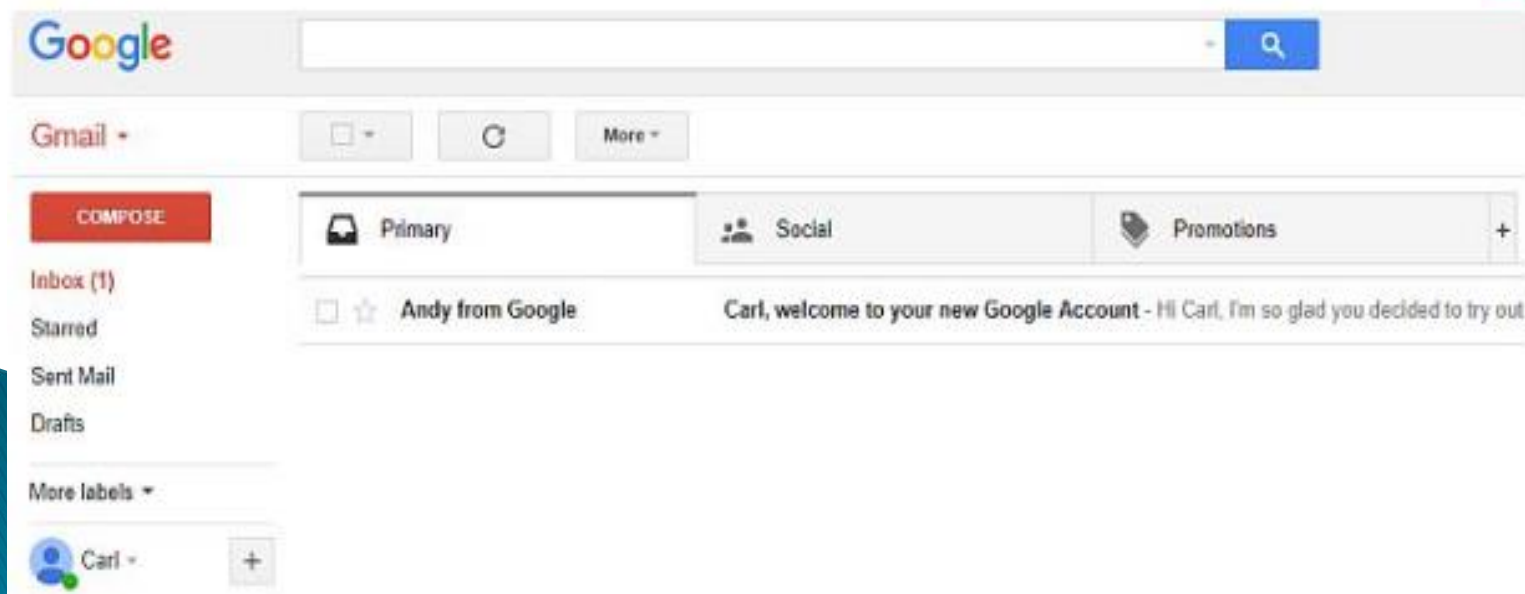 Google
Gmail
More
COMPOSE
Primary
Social
Promotions
+
Inbox (1)
Andy from Google Carl, welcome to your new Google Account - Hi Carl, I'm so glad you decided to try out
Starred
Sent Mail
Drafts
More labels
Carl
+